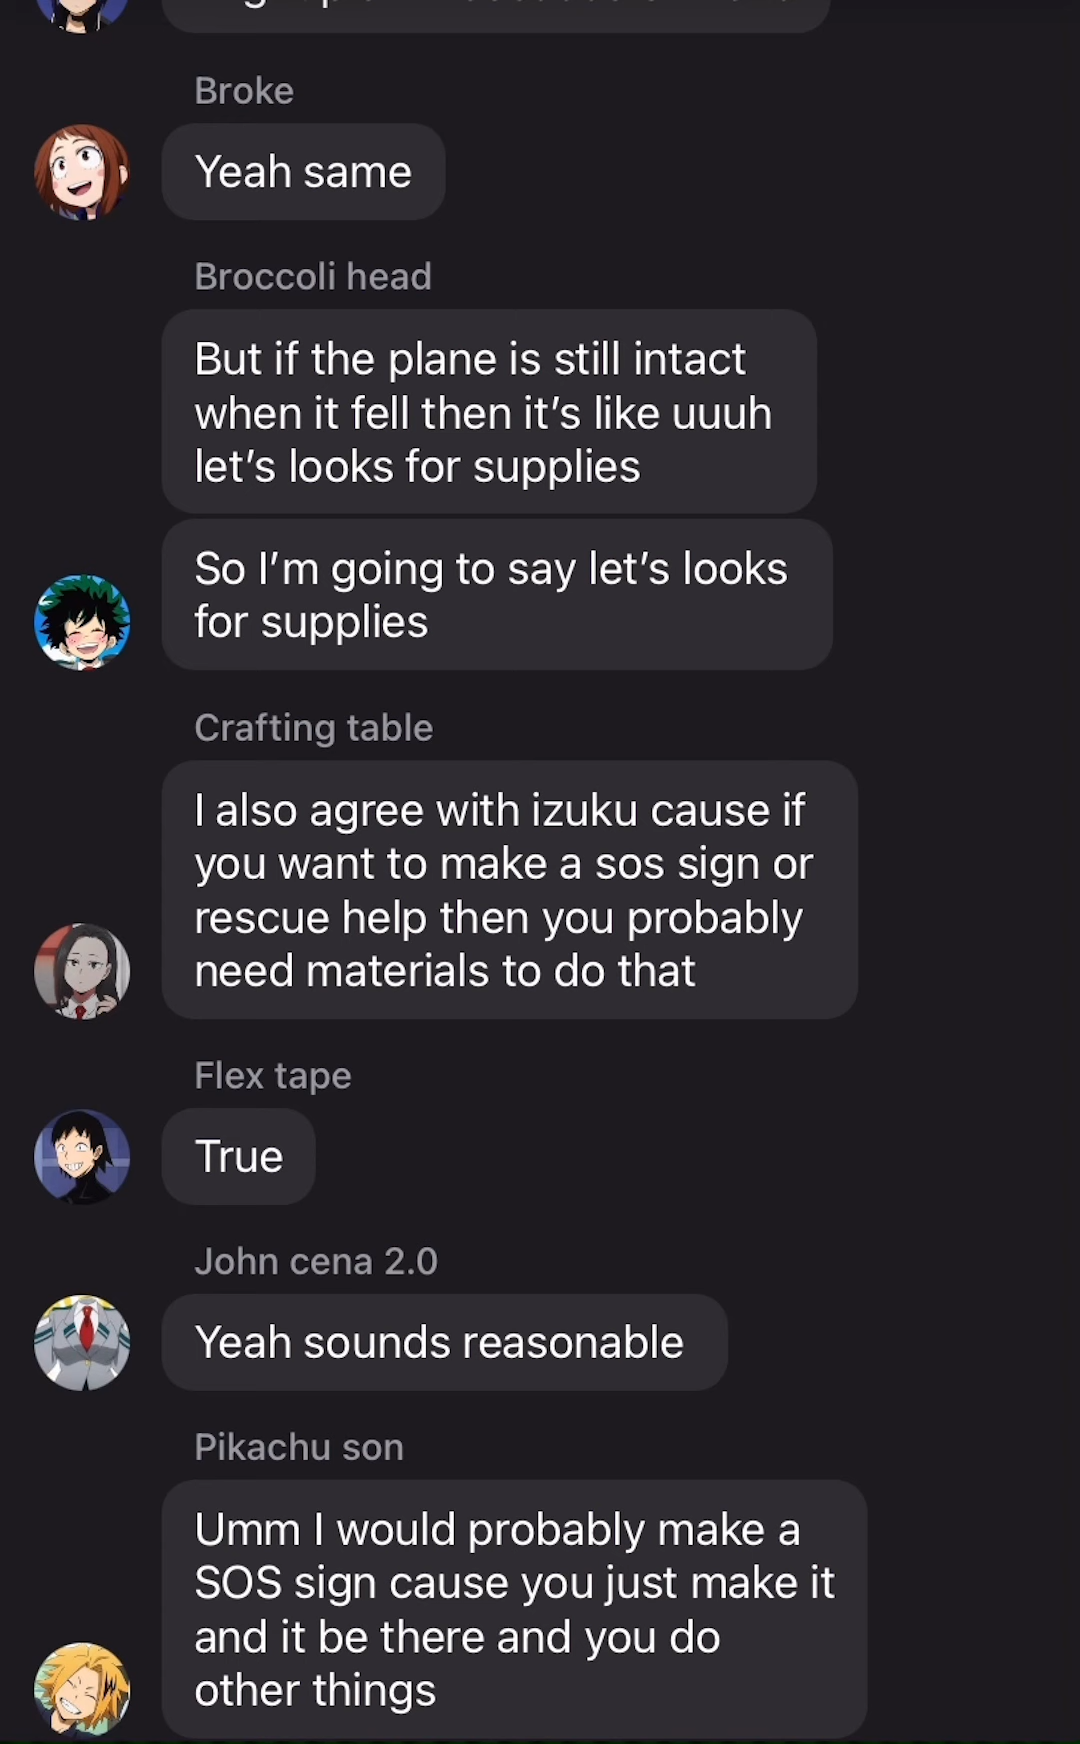 Broke
Yeah same
Broccoli head
But if the plane is still intact
when it fell then it's like uuuh
let's looks for supplies
So I'm going to say let's looks
for supplies
Crafting table
I also agree with izuku cause if
you want to make a sos sign or
rescue help then you probably
need materials to do that
Flex tape
True
John cena 2.0
Yeah sounds reasonable
Pikachu son
Umm I would probably make a
SOS sign cause you just make it
and it be there and you do
other things